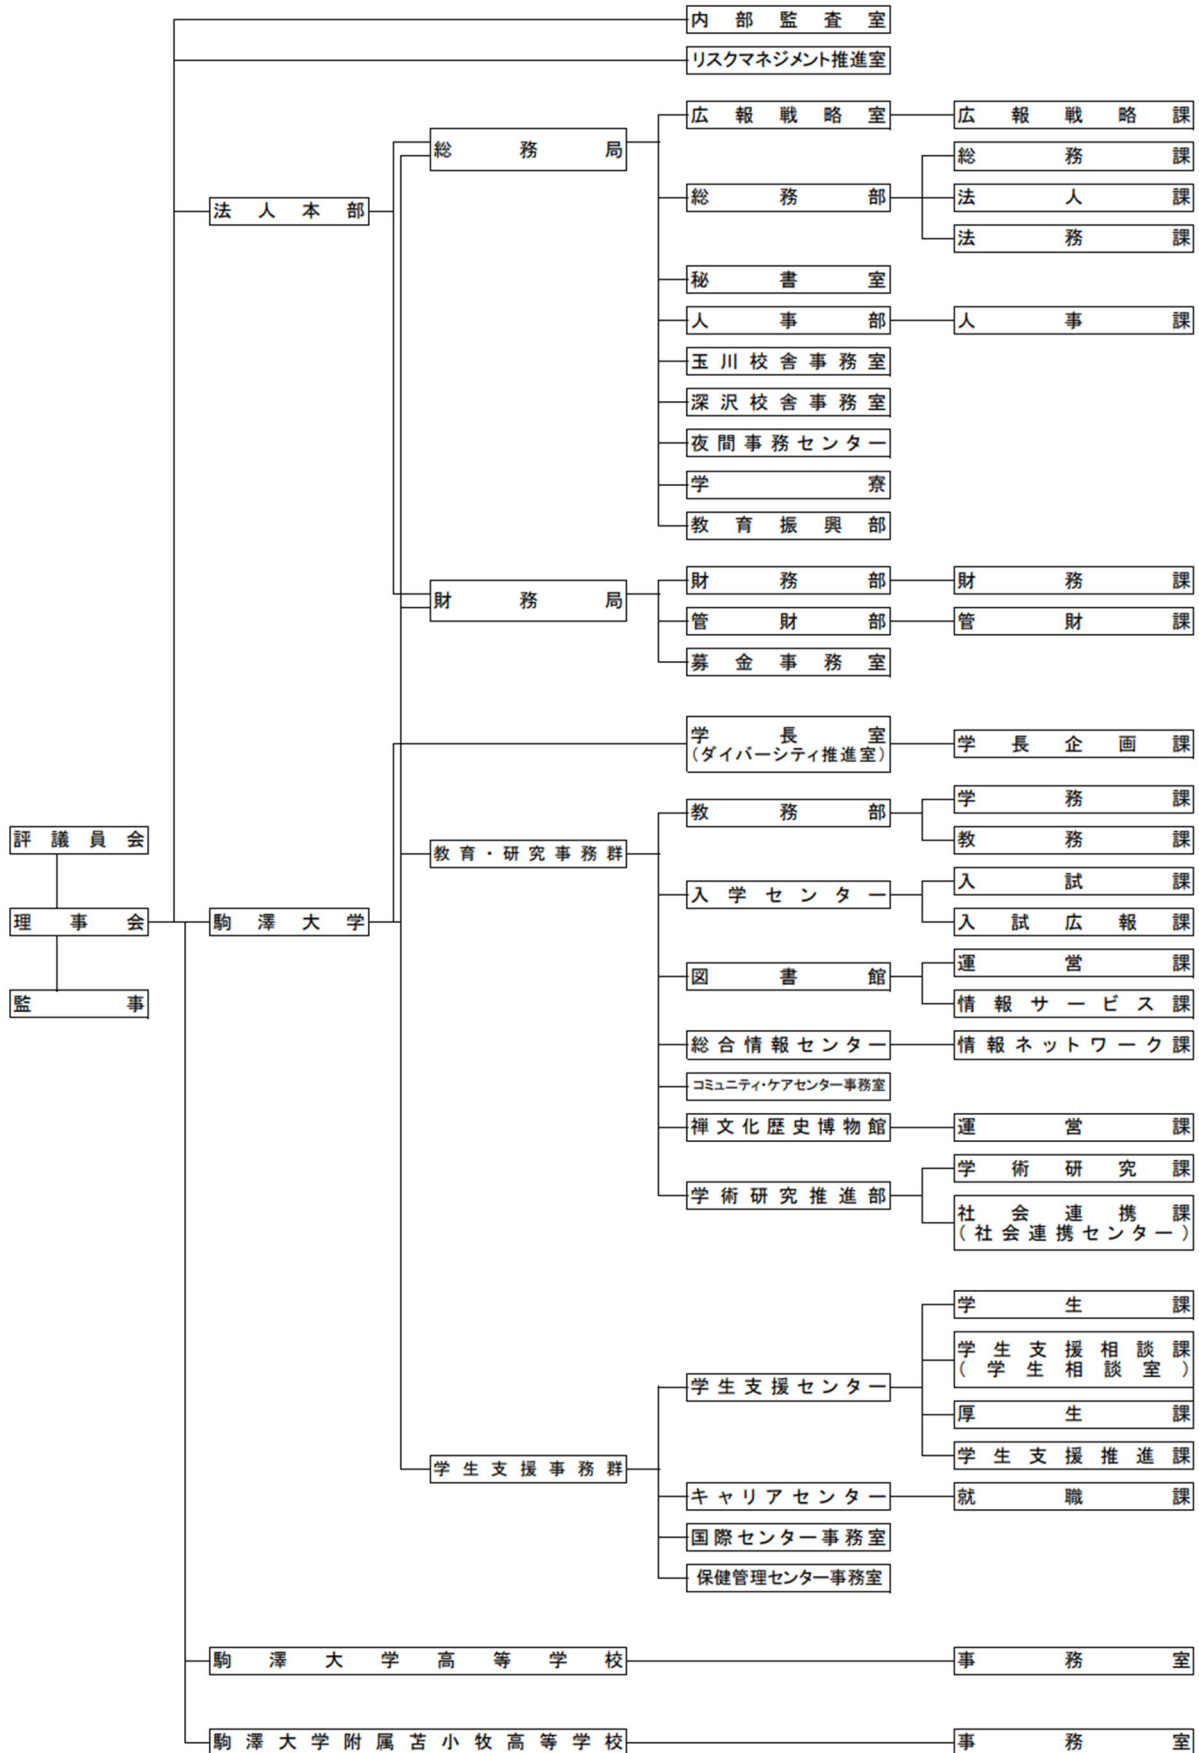 内部監査室
リスクマネジメント推進室
広報戦略室
広報戦略課
総務局
総務課
総務部
法人課
法人本部
法務課
秘書室
人事部
人事課
玉川校舎事務室
深沢校舎事務室
夜間事務センター
学寮
教育振興部
財務局
財務部
財務課
管財部
管財課
募金事務室
学長室
(ダイバーシティ推進室)
学長企画課
教務部
学務課
教務課
評議員会
教育・研究事務群
入学センター
入試課
入試広報課
理事会
駒澤大学
図書館
運営課
情報サービス課
監事
総合情報センター
情報ネットワーク課
コミュニティ・ケアセンター事務室
禅文化歴史博物館
運営課
学術研究推進部
学術研究課
社会連携課
(社会連携センター)
学生課
学生支援センター
学生支援相談課
(学生相談室)
厚生課
学生支援推進課
学生支援事務群
キャリアセンター
就職課
国際センター事務室
保健管理センター事務室
駒澤大学高等学校
事務室
駒澤大学附属苫小牧高等学校
事務室